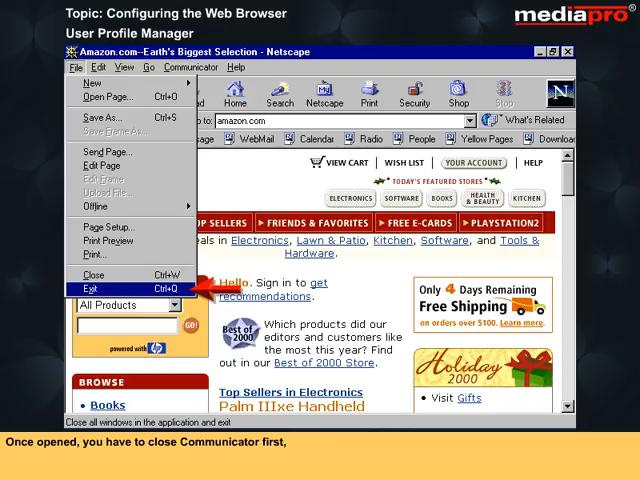 Topic: Configuring the Web Browser
User Profile Manager
mediapro®
Amazon.com--Earth's Biggest Selection - Netscape
File Edit View Go Communicator Help
New
Open Page... Ctrl+O
Save As... Ctrl+S
Save Frame As...
Send Page...
Edit Page
Edit Frame
Upload File...
Offline
Page Setup...
Print Preview
Print...
Close Ctrl+W
Exit Ctrl+Q
ad Home Search Netscape Print Security Shop Stop
to: amazon.com What's Related
sage WebMail Calendar Radio People Yellow Pages Downloa
VIEW CART WISH LIST YOUR ACCOUNT HELP
TODAY'S FEATURED STORES
ELECTRONICS SOFTWARE BOOKS HEALTH & BEAUTY KITCHEN
OP SELLERS FRIENDS & FAVORITES FREE E-CARDS PLAYSTATION2
eals in Electronics, Lawn & Patio, Kitchen, Software, and Tools &
Hardware.
Hello. Sign in to get
recommendations.
All Products
GO!
powered by hp
Best of 2000
Which products did our
editors and customers like
the most this year? Find
out in our Best of 2000 Store.
Only 4 Days Remaining
Free Shipping
on orders over $100. Learn more.
Holiday
2000
Visit Gifts
BROWSE
Books
Top Sellers in Electronics
Palm IIIxe Handheld
Close all windows in the application and exit
Once opened, you have to close Communicator first,